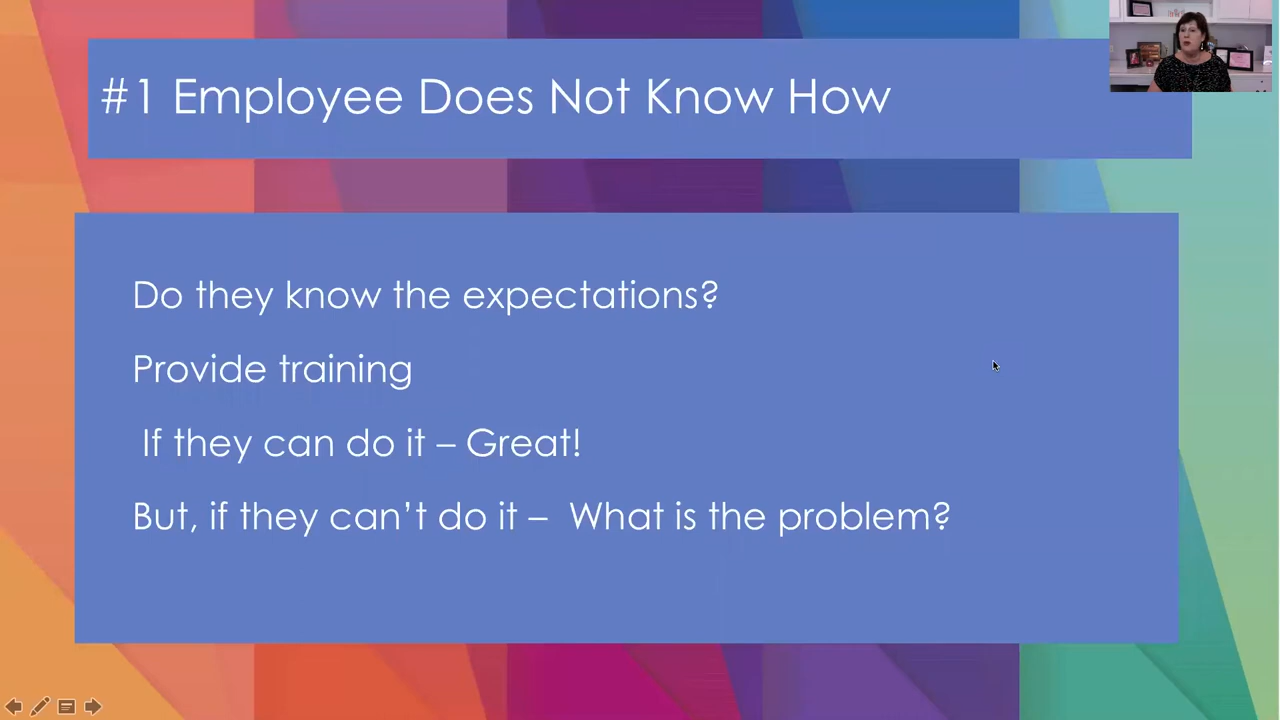 #1 Employee Does Not Know How
Do they know the expectations?
Provide training
If they can do it – Great!
But, if they can’t do it – What is the problem?